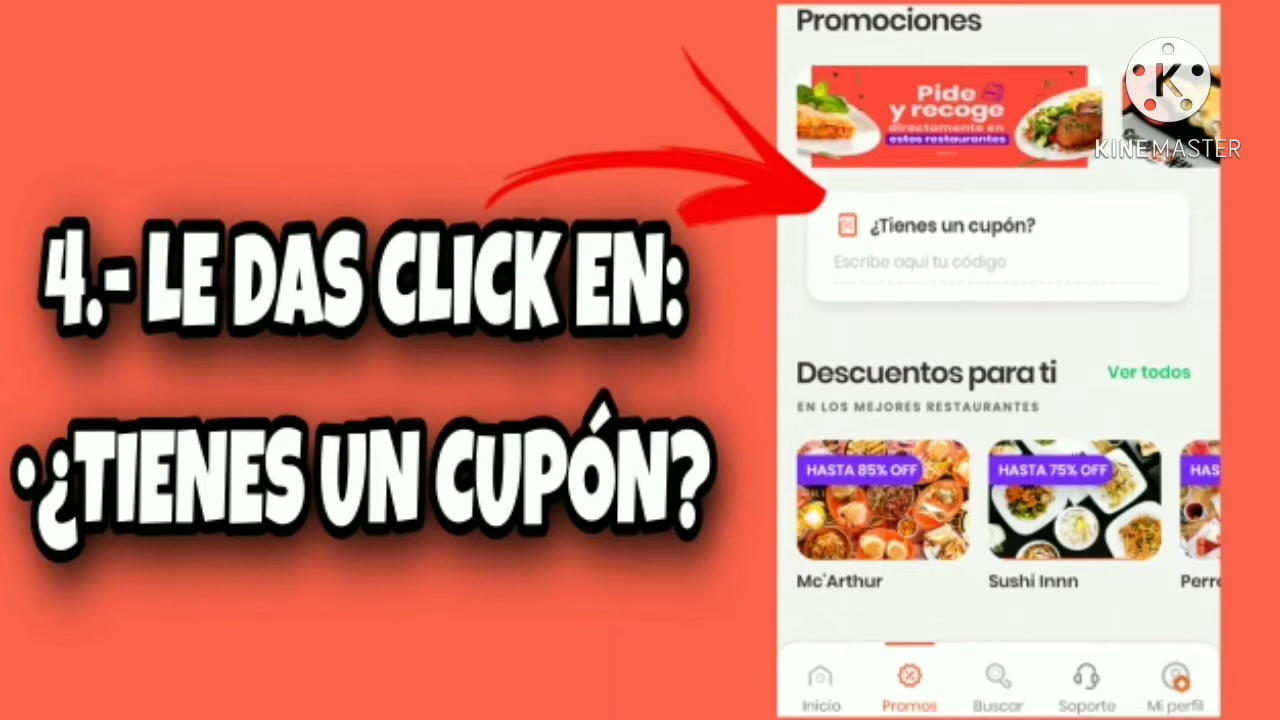 4.- LE DAS CLICK EN:
·¿TIENES UN CUPÓN?
Promociones
Pide
y recoge
directamente en
estos restaurantes
K
KINEMASTER
¿Tienes un cupón?
Escribe aquí tu código
Descuentos para ti
Ver todos
EN LOS MEJORES RESTAURANTES
HASTA 85% OFF
HASTA 75% OFF
HAS
Mc'Arthur
Sushi Innn
Perr
Inicio
Promos
Buscar
Soporte
Mi perfil